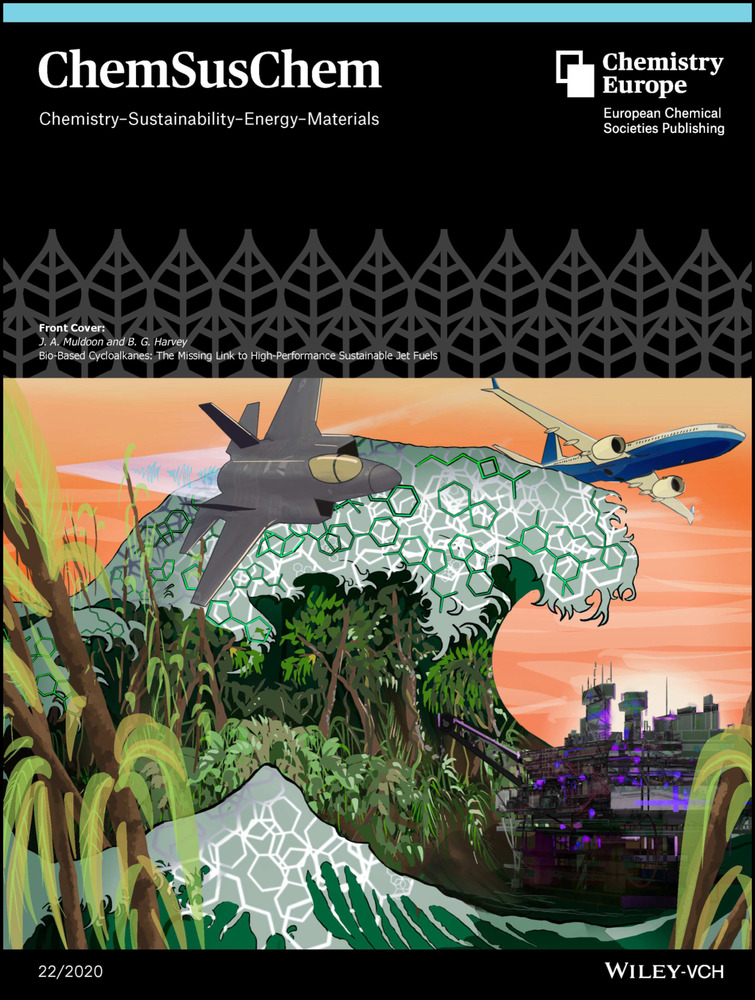 ChemSusChem
Chemistry–Sustainability–Energy–Materials
Chemistry
Europe
European Chemical
Societies Publishing
Front Cover:
J. A. Muldoon and B. G. Harvey
Bio-Based Cycloalkanes: The Missing Link to High-Performance Sustainable Jet Fuels
22/2020
WILEY-VCH